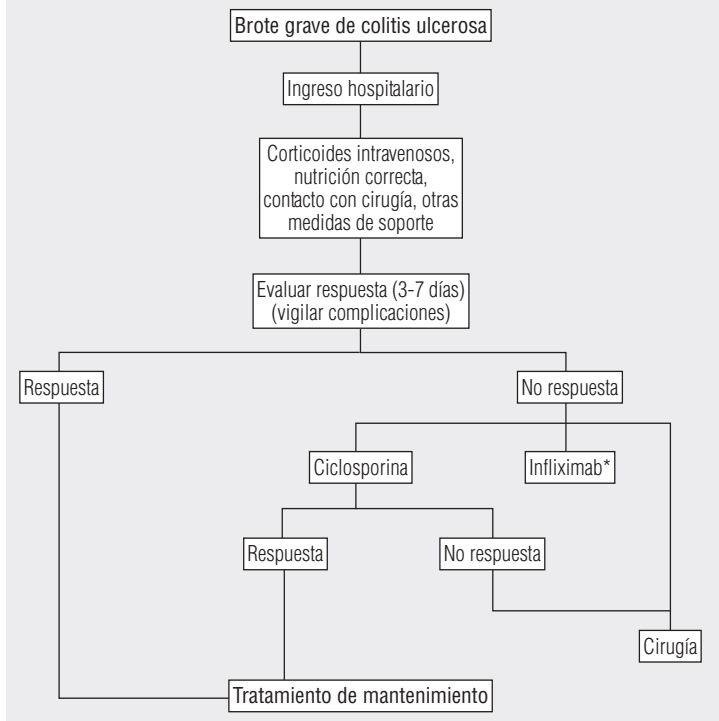 Brote grave de colitis ulcerosa
Ingreso hospitalario
Corticoides intravenosos,
nutrición correcta,
contacto con cirugía, otras
medidas de soporte
Evaluar respuesta (3-7 días)
(vigilar complicaciones)
Respuesta
No respuesta
Ciclosporina
Infliximab*
Respuesta
No respuesta
Cirugía
Tratamiento de mantenimiento